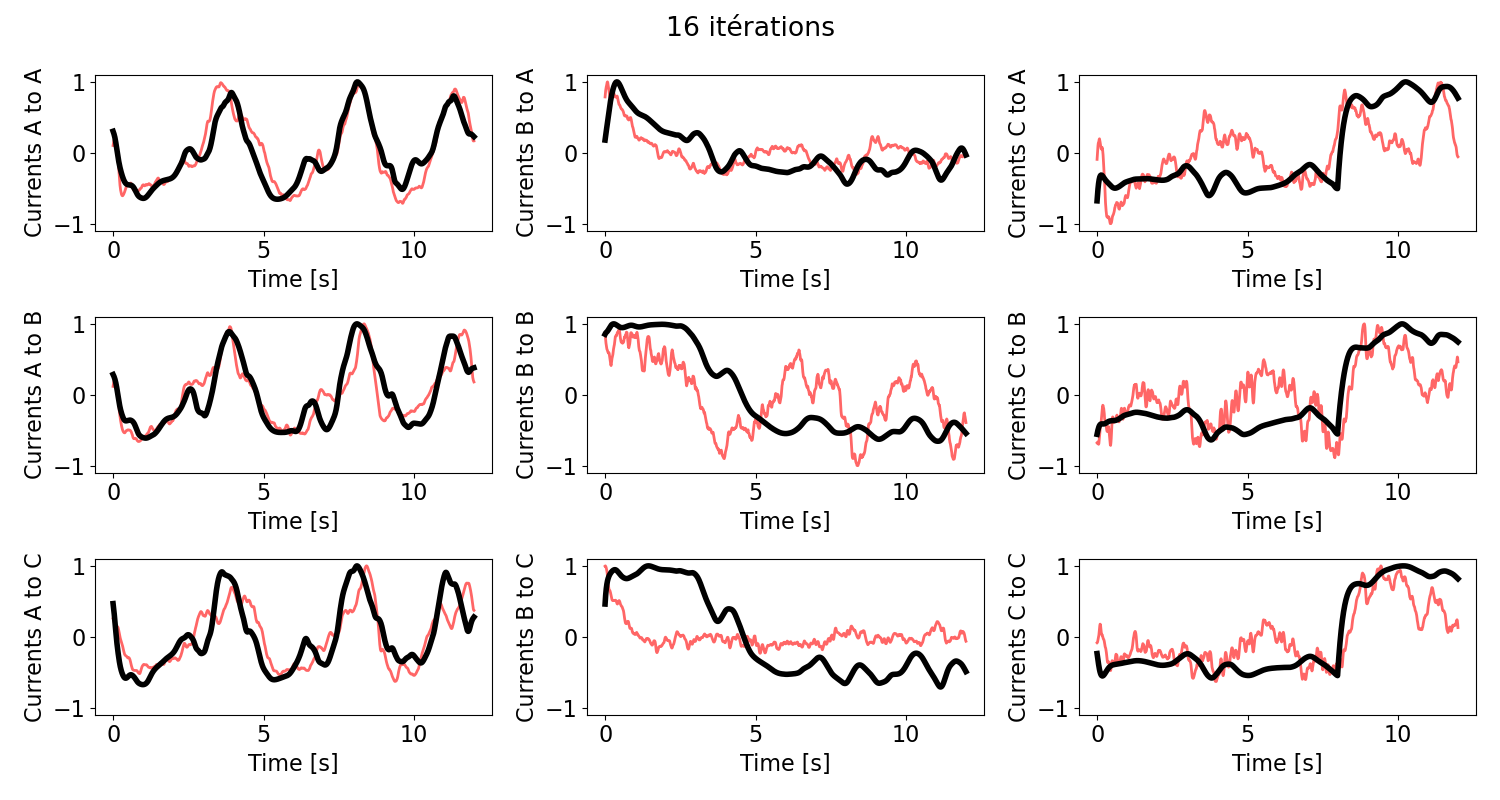 16 itérations
Currents A to A
1
0
−1
0
5
10
Time [s]
Currents B to A
1
0
−1
0
5
10
Time [s]
Currents C to A
1
0
−1
0
5
10
Time [s]
Currents A to B
1
0
−1
0
5
10
Time [s]
Currents B to B
1
0
−1
0
5
10
Time [s]
Currents C to B
1
0
−1
0
5
10
Time [s]
Currents A to C
1
0
−1
0
5
10
Time [s]
Currents B to C
1
0
−1
0
5
10
Time [s]
Currents C to C
1
0
−1
0
5
10
Time [s]